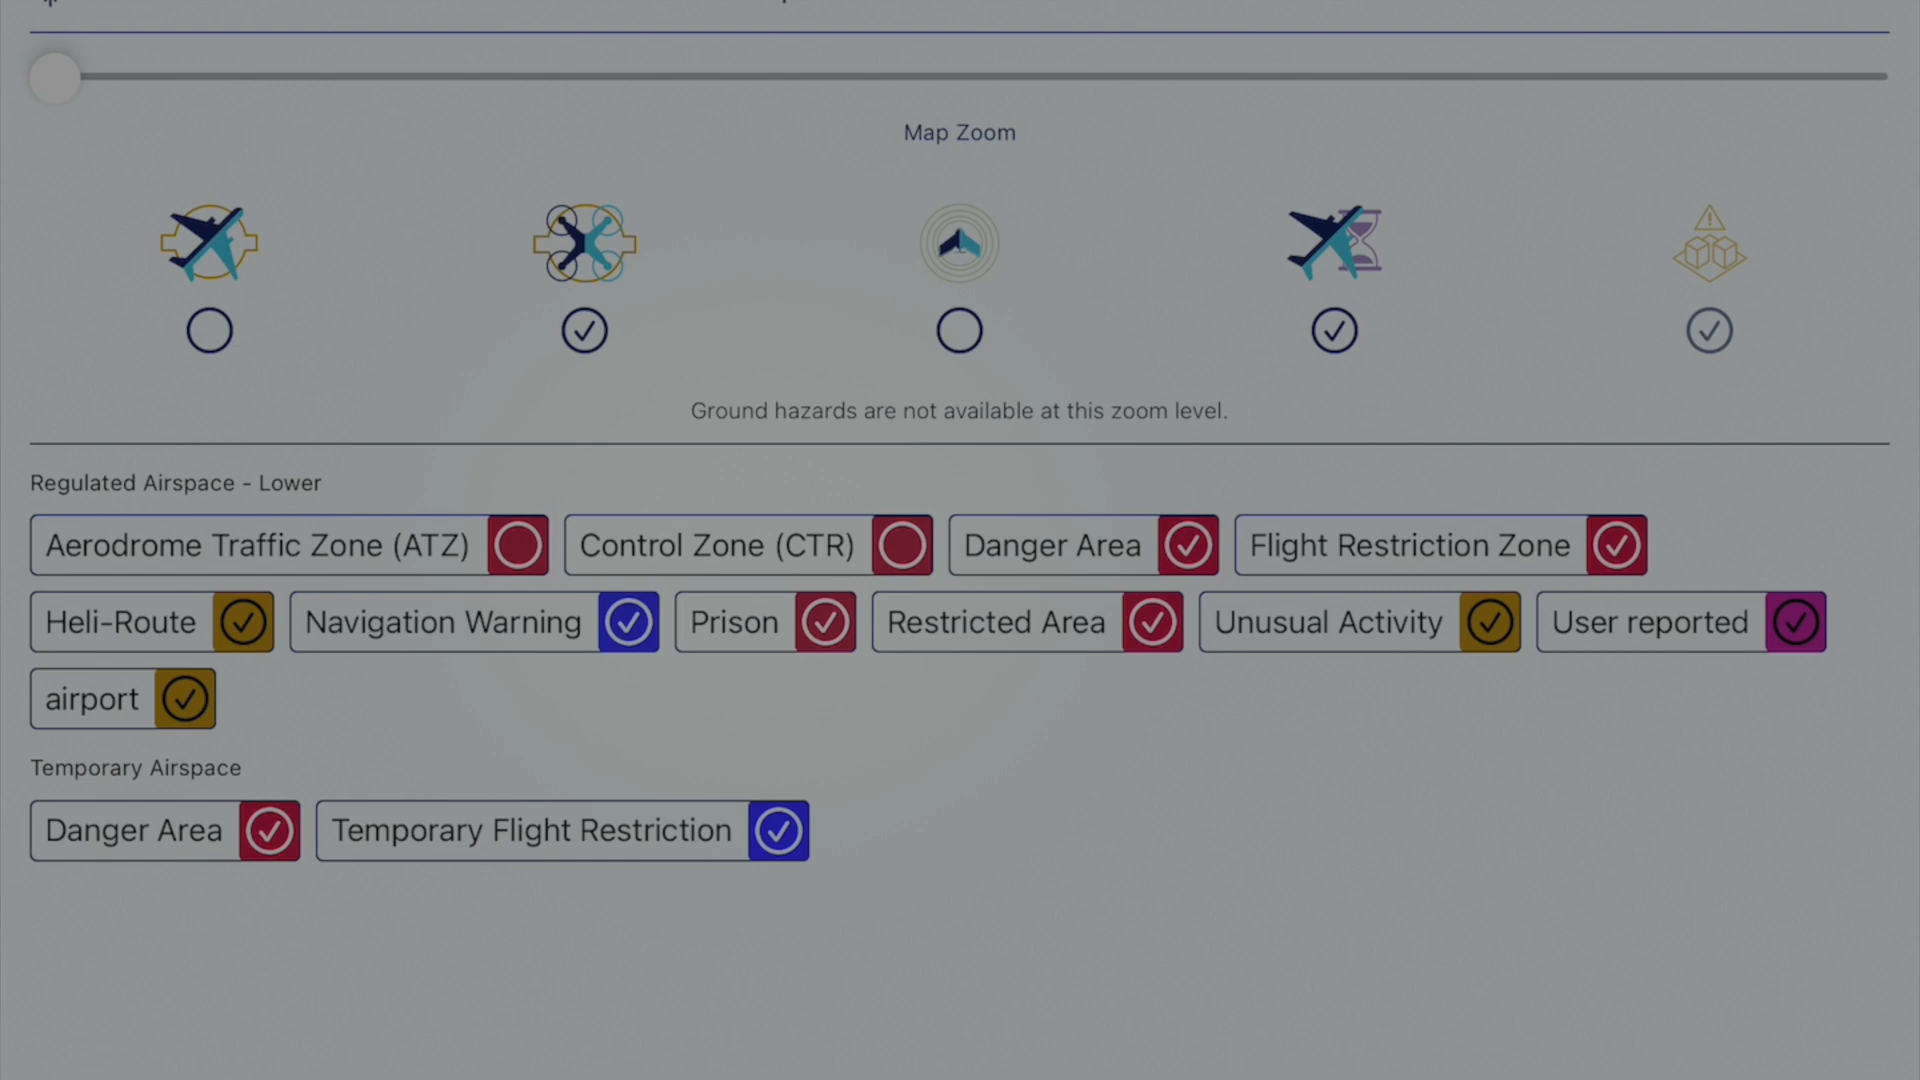 Map Zoom
Ground hazards are not available at this zoom level.
Regulated Airspace - Lower
Aerodrome Traffic Zone (ATZ) Control Zone (CTR) Danger Area Flight Restriction Zone
Heli-Route Navigation Warning Prison Restricted Area Unusual Activity User reported
airport
Temporary Airspace
Danger Area Temporary Flight Restriction